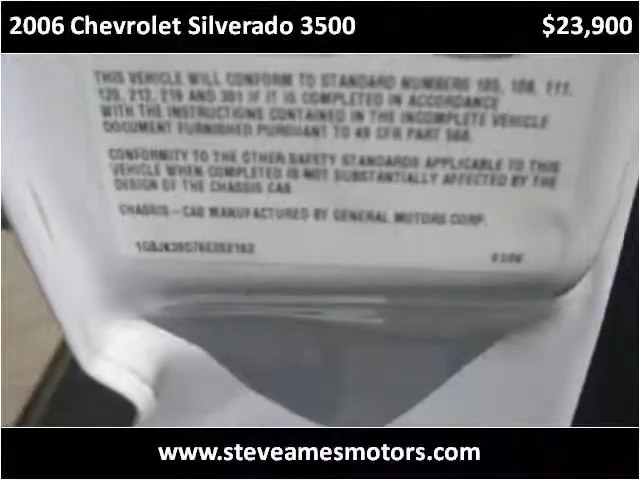 2006 Chevrolet Silverado 3500 $23,900
THIS VEHICLE WILL CONFORM TO STANDARD NUMBERS 105, 108, 111,
120, 212, 219 AND 301 IF IT IS COMPLETED IN ACCORDANCE
WITH THE INSTRUCTIONS CONTAINED IN THE INCOMPLETE VEHICLE
DOCUMENT FURNISHED PURSUANT TO 49 CFR PART 568.
CONFORMITY TO THE OTHER SAFETY STANDARDS APPLICABLE TO THIS
VEHICLE WHEN COMPLETED IS NOT SUBSTANTIALLY AFFECTED BY THE
DESIGN OF THE CHASSIS CAB.
CHASSIS-CAB MANUFACTURED BY GENERAL MOTORS CORP.
www.steveamesmotors.com